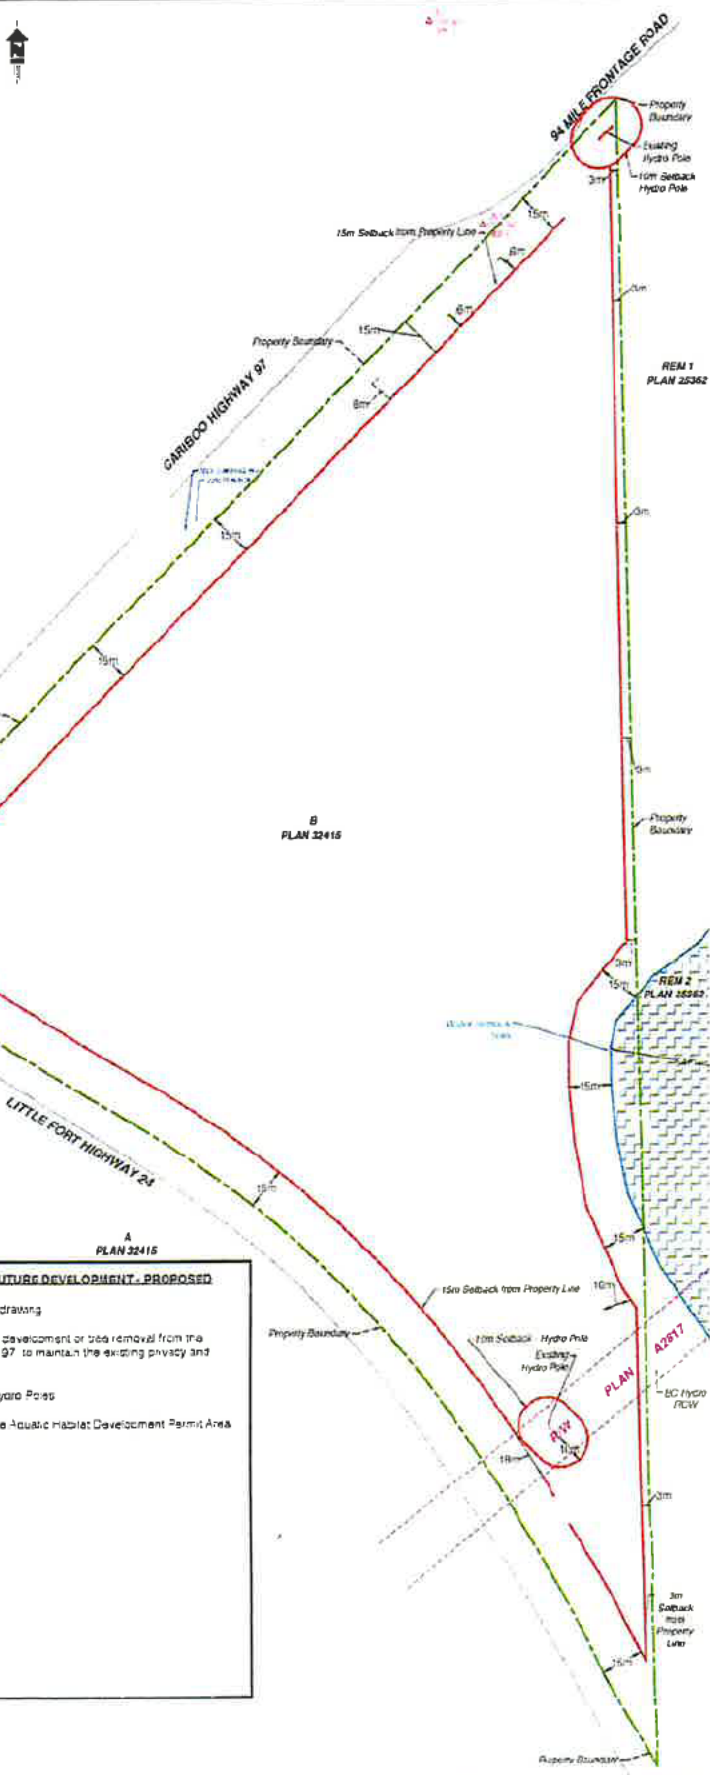 94 MILE FRONTAGE ROAD
Property
Boundary
Existing
Hydro Pole
10m Setback
Hydro Pole
3m
15m
15m Setback from Property Line
6m
3m
6m
15m
Property Boundary
REM 1
PLAN 25362
CARIBOO HIGHWAY 97
6m
3m
15m
15m
3m
Property
Boundary
B
PLAN 32415
3m
15m
REM 2
PLAN 25362
15m
LITTLE FORT HIGHWAY 24
15m
15m
A
PLAN 32415
UTURE DEVELOPMENT - PROPOSED
drawing
development or tree removal from the
97 to maintain the existing privacy and
ydro Poles
e Aquatic Habitat Development Permit Area
15m Setback from Property Line
Property Boundary
10m Setback - Hydro Pole
Existing
Hydro Pole
PLAN A2817
BC Hydro
ROW
R/W
10m
3m
3m
Setback
from
Property
Line
15m
Property Boundary